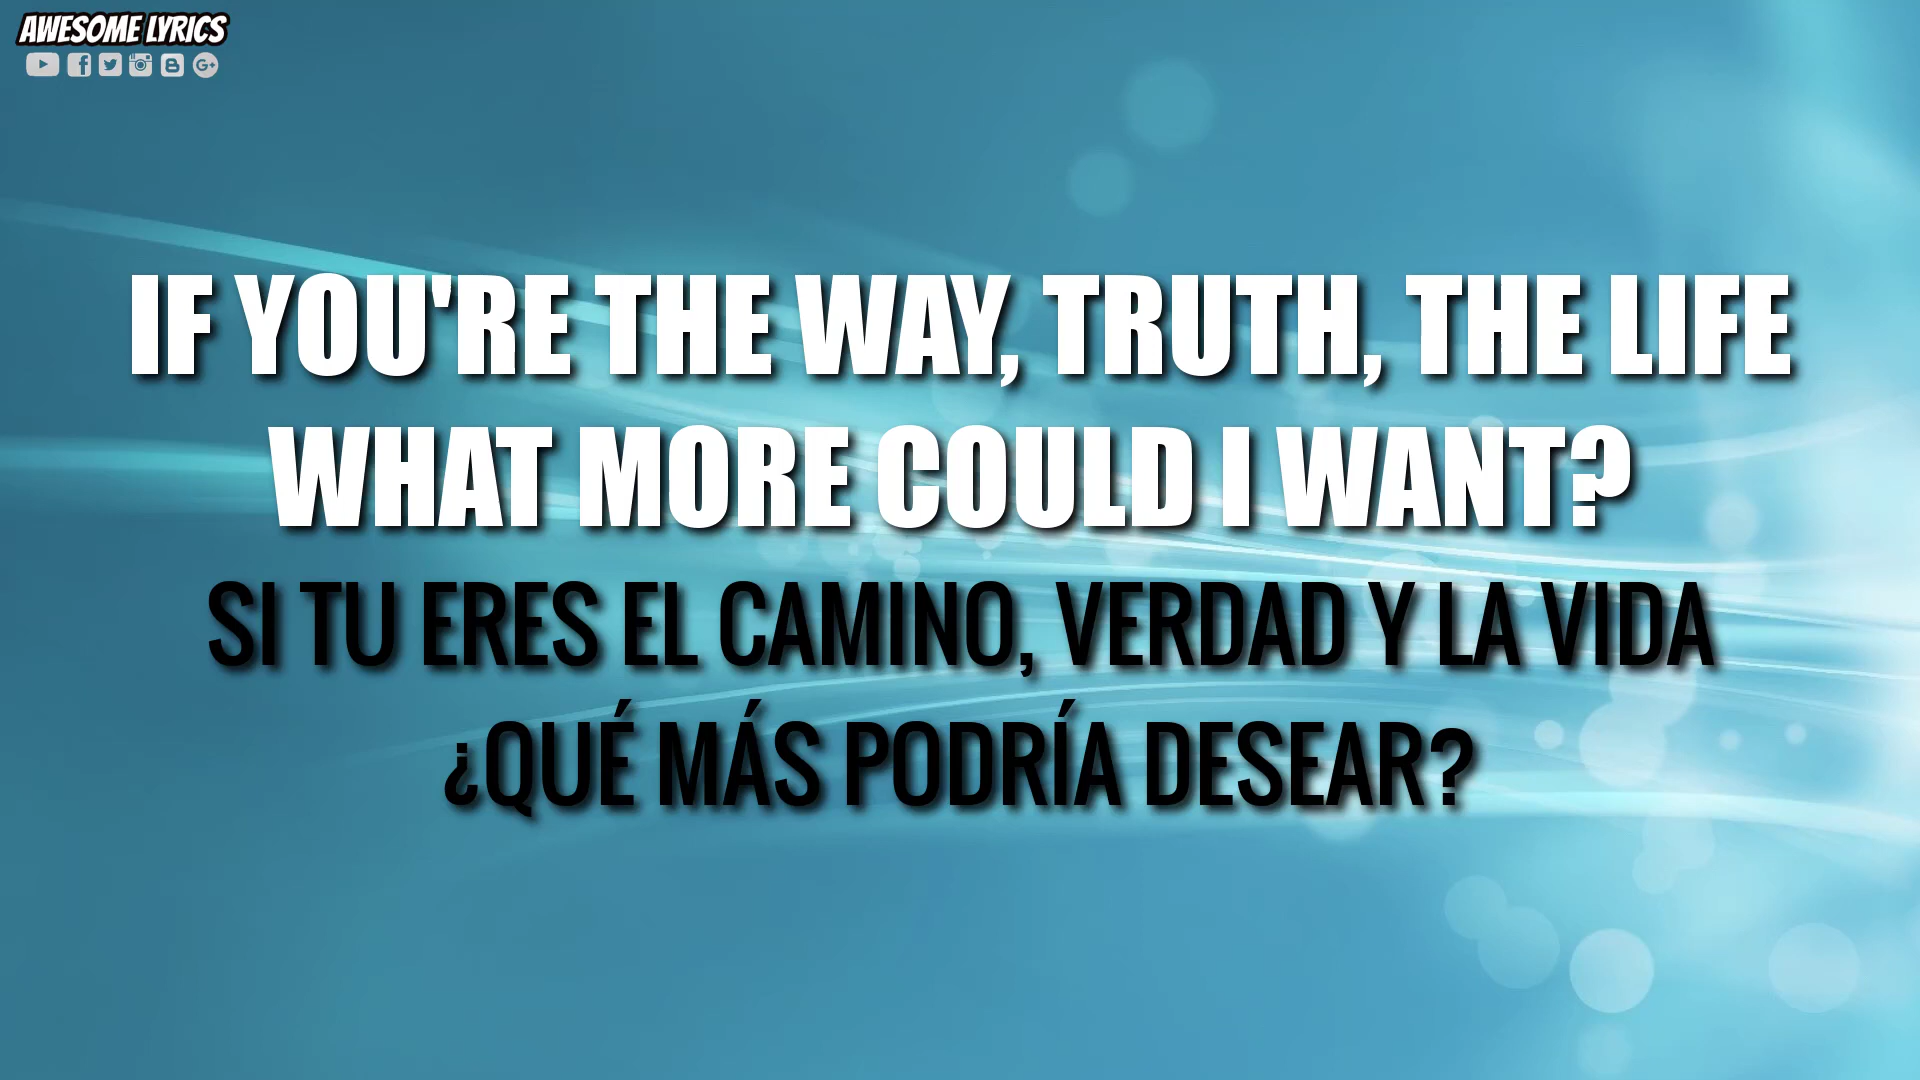 AWESOME LYRICS
IF YOU'RE THE WAY, TRUTH, THE LIFE
WHAT MORE COULD I WANT?
SI TU ERES EL CAMINO, VERDAD Y LA VIDA
¿QUÉ MÁS PODRÍA DESEAR?